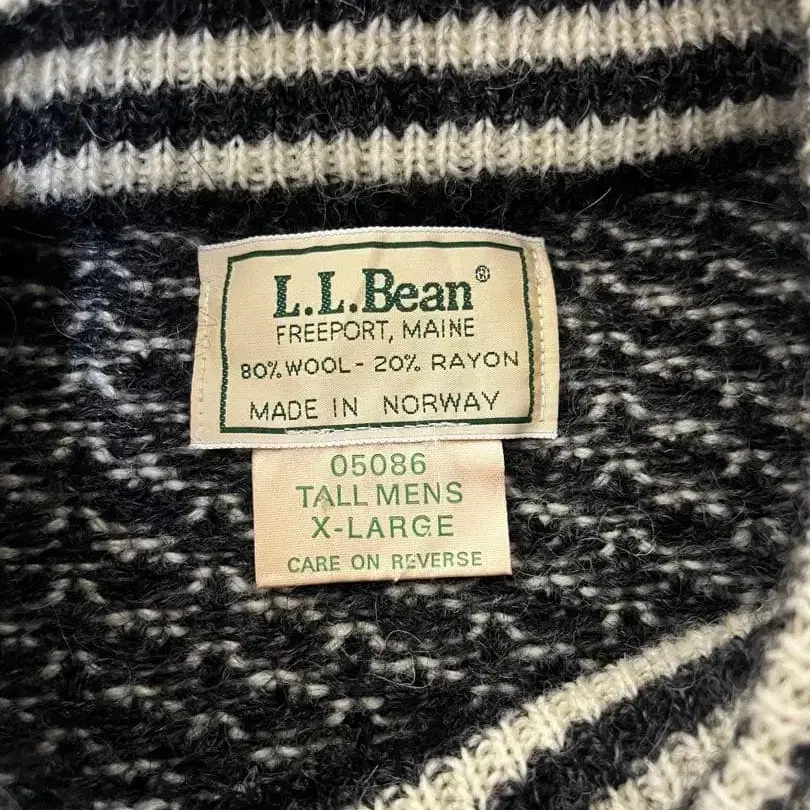 L.L.Bean®
FREEPORT, MAINE
80% WOOL - 20% RAYON
MADE IN NORWAY
05086
TALL MENS
X-LARGE
CARE ON REVERSE